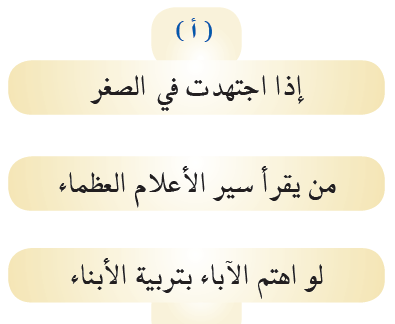 ( أ )
إذا اجتهدت في الصغر
من يقرأ سير الأعلام العظماء
لو اهتم الآباء بتربية الأبناء